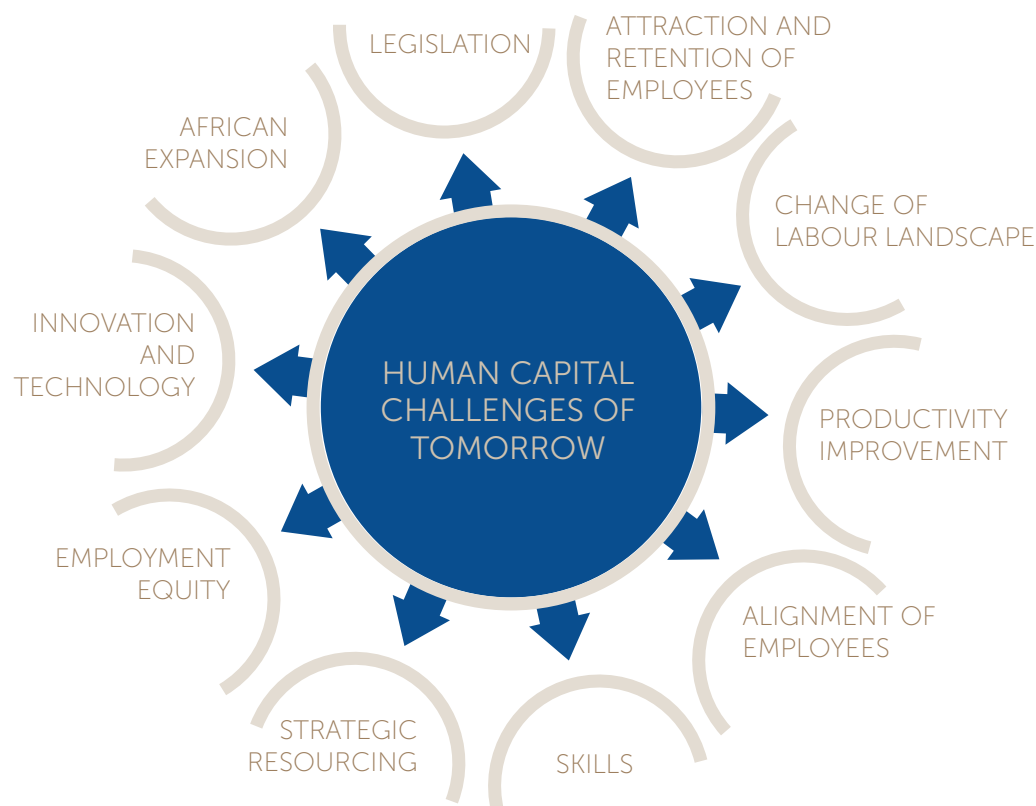 LEGISLATION
ATTRACTION AND
RETENTION OF
EMPLOYEES
CHANGE OF
LABOUR LANDSCAPE
PRODUCTIVITY
IMPROVEMENT
ALIGNMENT OF
EMPLOYEES
SKILLS
STRATEGIC
RESOURCING
EMPLOYMENT
EQUITY
INNOVATION
AND
TECHNOLOGY
AFRICAN
EXPANSION
HUMAN CAPITAL
CHALLENGES OF
TOMORROW